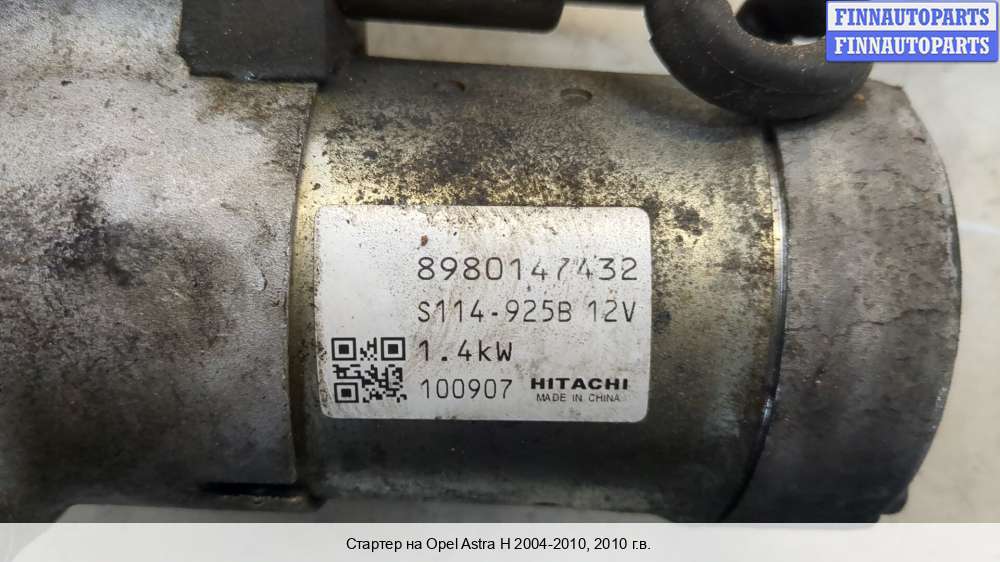 FINNAUTOPARTS
FINNAUTOPARTS
8980147432
S114-925B 12V
1.4kW
100907 HITACHI
MADE IN CHINA
Стартер на Opel Astra H 2004-2010, 2010 г.в.